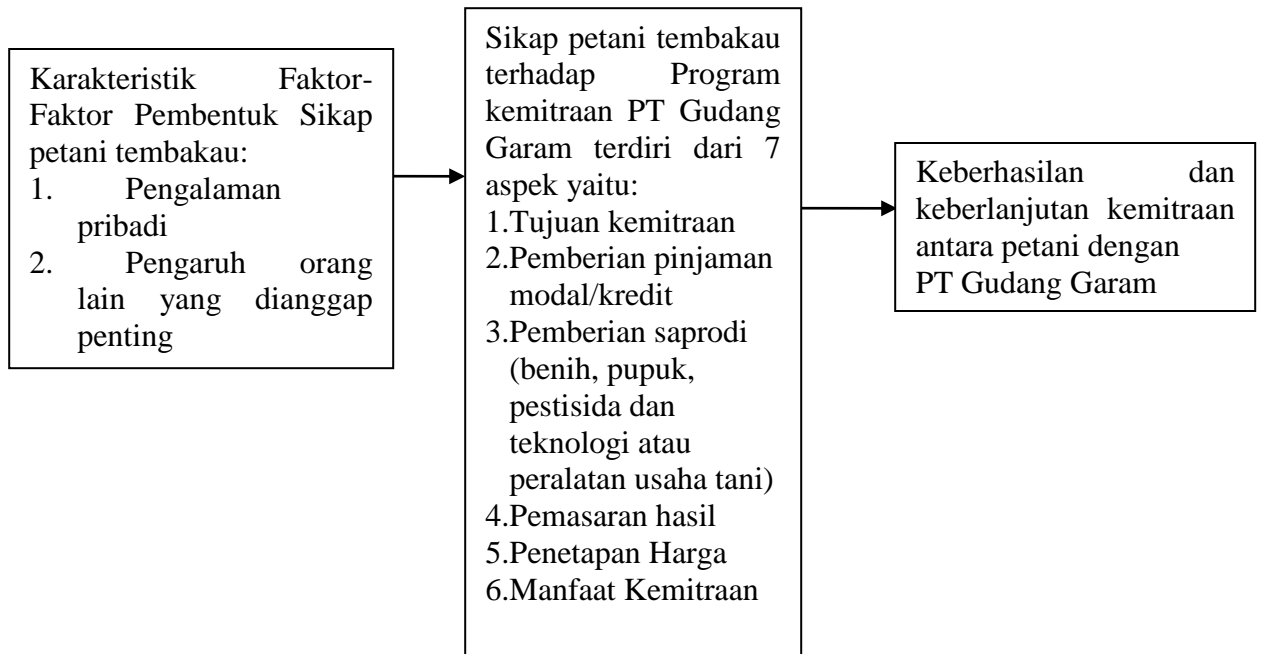 Karakteristik Faktor-
Faktor Pembentuk Sikap
petani tembakau:
1. Pengalaman
pribadi
2. Pengaruh orang
lain yang dianggap
penting
Sikap petani tembakau
terhadap Program
kemitraan PT Gudang
Garam terdiri dari 7
aspek yaitu:
1.Tujuan kemitraan
2.Pemberian pinjaman
modal/kredit
3.Pemberian saprodi
(benih, pupuk,
pestisida dan
teknologi atau
peralatan usaha tani)
4.Pemasaran hasil
5.Penetapan Harga
6.Manfaat Kemitraan
Keberhasilan dan
keberlanjutan kemitraan
antara petani dengan
PT Gudang Garam